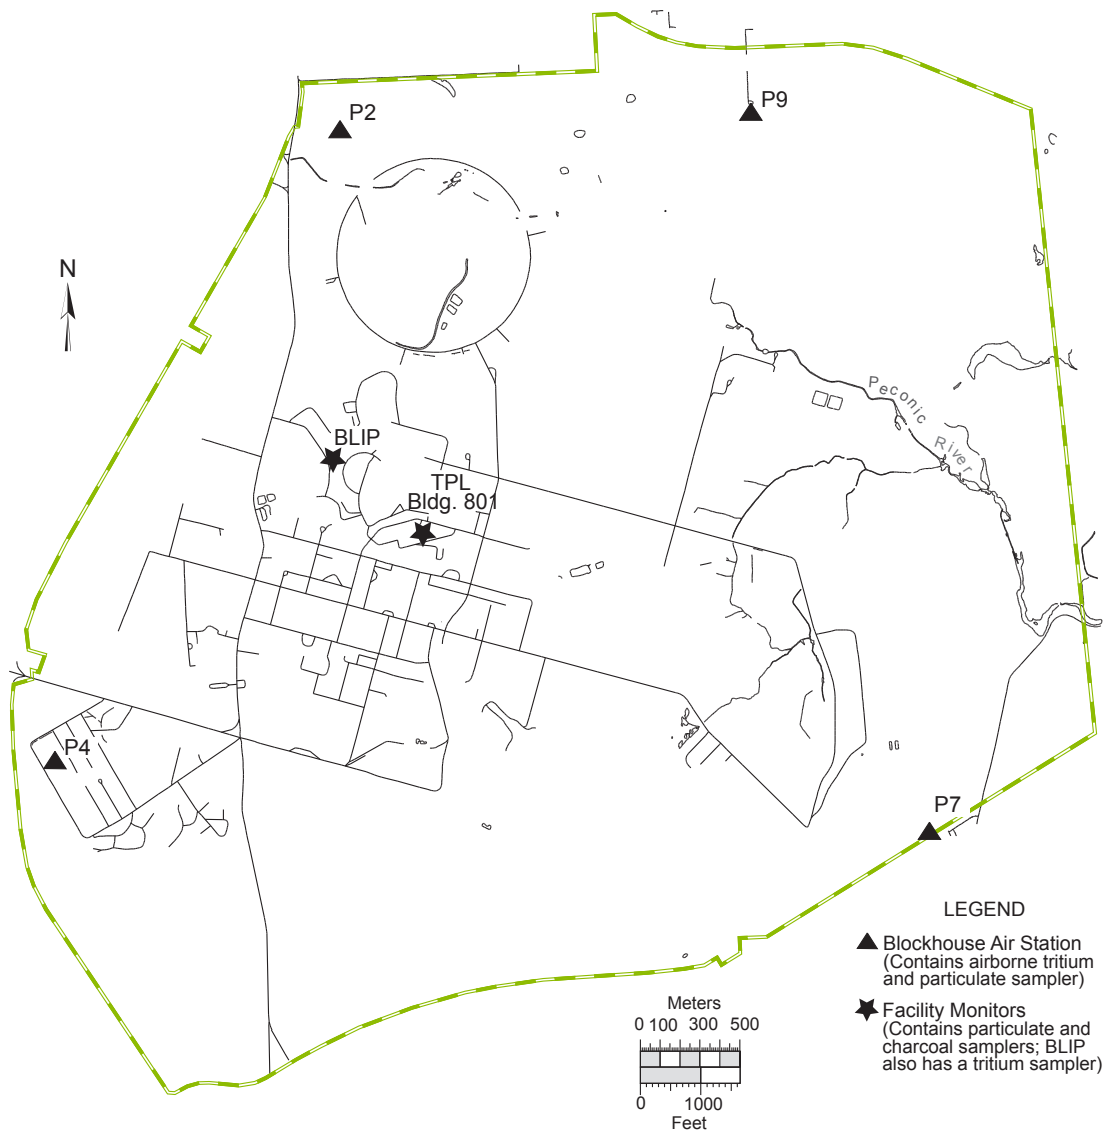 P2
P9
N
Peconic
River
BLIP
TPL
Bldg. 801
P4
P7
LEGEND
Blockhouse Air Station
(Contains airborne tritium
and particulate sampler)
Facility Monitors
(Contains particulate and
charcoal samplers; BLIP
also has a tritium sampler)
Meters
0 100 300 500
0 1000
Feet